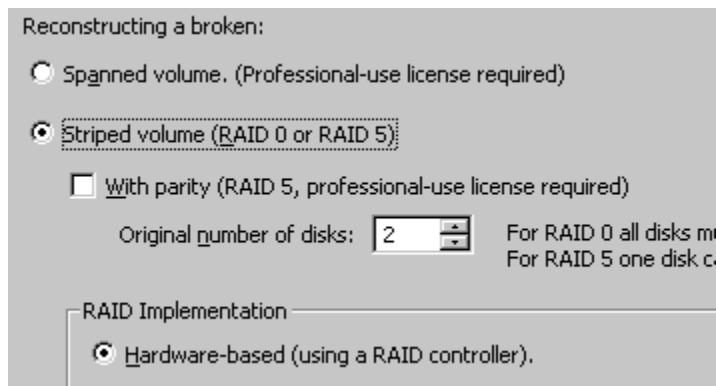 Reconstructing a broken:
Spanned volume. (Professional-use license required)
Striped volume (RAID 0 or RAID 5)
With parity (RAID 5, professional-use license required)
Original number of disks: 2
For RAID 0 all disks
For RAID 5 one disk
RAID Implementation
Hardware-based (using a RAID controller).